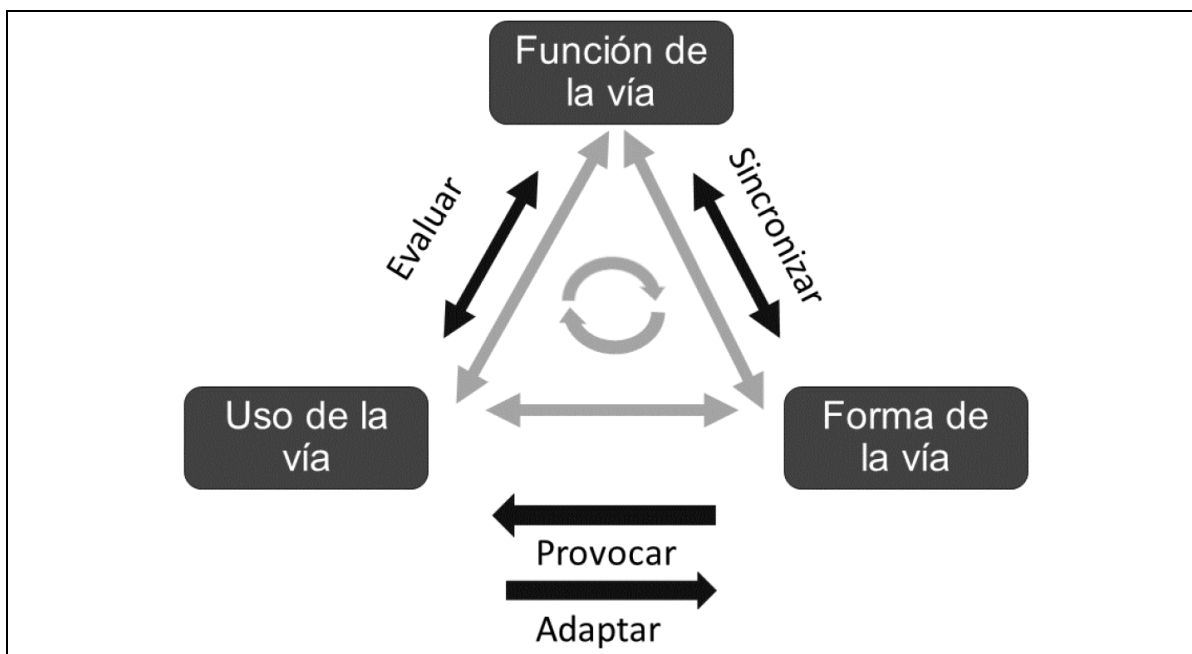 Función de
la vía
Evaluar
Sincronizar
Uso de la
vía
Forma de
la vía
Provocar
Adaptar